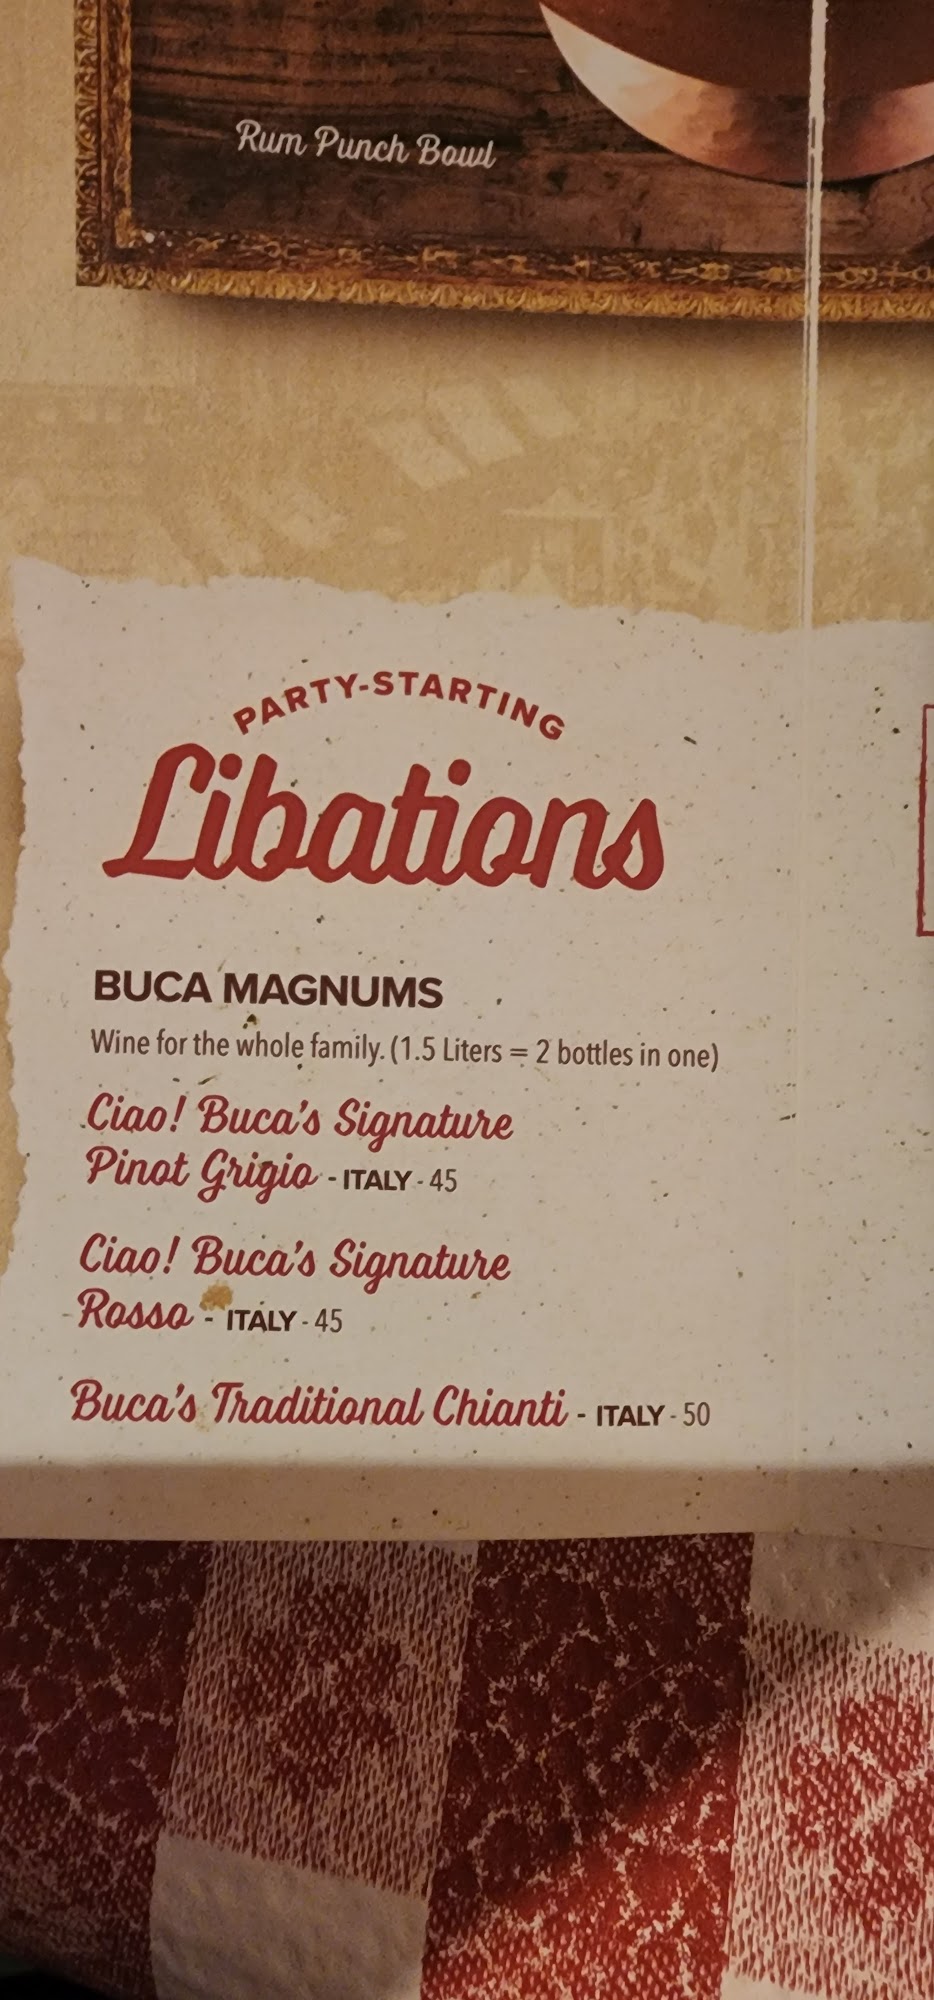 Rum Punch Bowl
PARTY-STARTING
Libations
BUCA MAGNUMS
Wine for the whole family. (1.5 Liters = 2 bottles in one)
Ciao! Buca's Signature
Pinot Grigio - ITALY - 45
Ciao! Buca's Signature
Rosso - ITALY - 45
Buca's Traditional Chianti - ITALY - 50